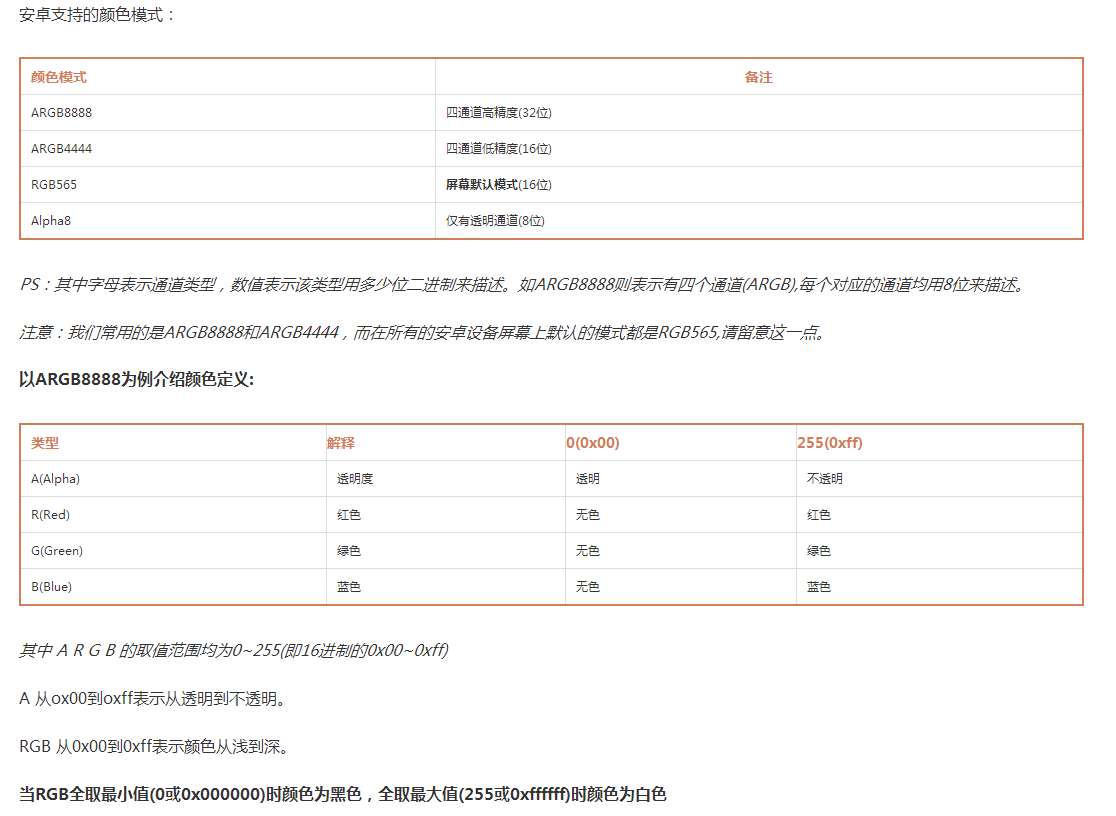 安卓支持的颜色模式：
颜色模式 备注
ARGB8888 四通道高精度(32位)
ARGB4444 四通道低精度(16位)
RGB565 屏幕默认模式(16位)
Alpha8 仅有透明通道(8位)
PS：其中字母表示通道类型，数值表示该类型用多少位二进制来描述。如ARGB8888则表示有四个通道(ARGB),每个对应的通道均用8位来描述。
注意：我们常用的是ARGB8888和ARGB4444，而在所有的安卓设备屏幕上默认的模式都是RGB565,请留意这一点。
以ARGB8888为例介绍颜色定义:
类型 解释 0(0x00) 255(0xff)
A(Alpha) 透明度 透明 不透明
R(Red) 红色 无色 红色
G(Green) 绿色 无色 绿色
B(Blue) 蓝色 无色 蓝色
其中 A R G B 的取值范围均为0~255(即16进制的0x00~0xff)
A 从ox00到oxff表示从透明到不透明。
RGB 从0x00到0xff表示颜色从浅到深。
当RGB全取最小值(0或0x000000)时颜色为黑色，全取最大值(255或0xffffff)时颜色为白色